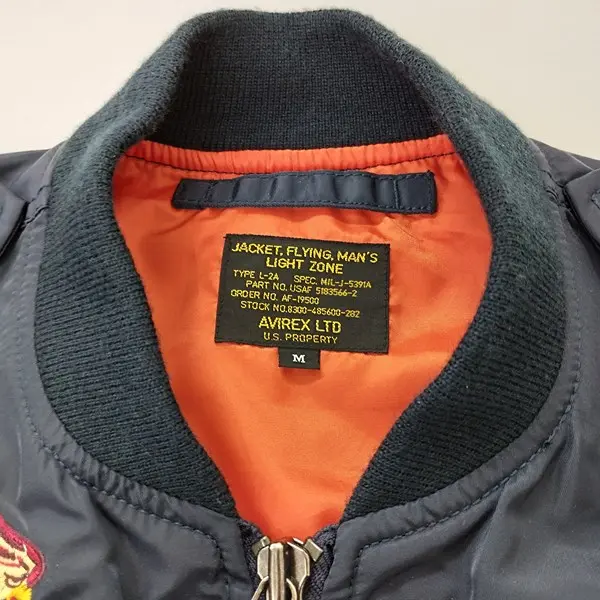 JACKET, FLYING, MAN'S
LIGHT ZONE
TYPE L-2A SPEC. MIL-J-5391A
PART NO. USAF 5183566-2
ORDER NO. AF-19500
STOCK NO.8300-485600-282
AVIREX LTD
U.S. PROPERTY
M